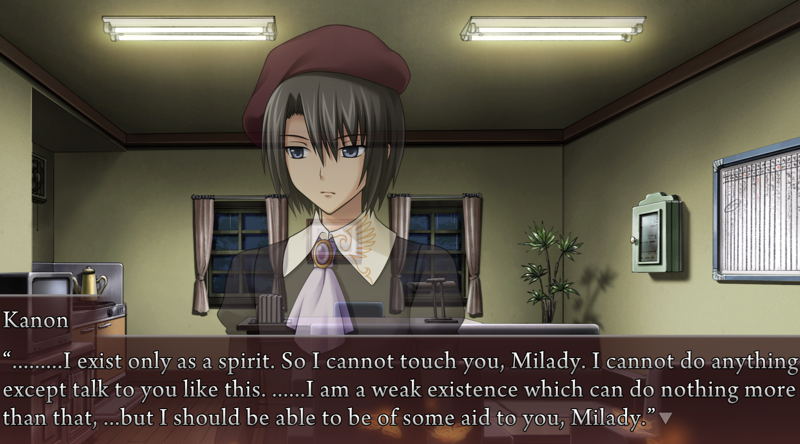 Kanon
“.........I exist only as a spirit. So I cannot touch you, Milady. I cannot do anything
except talk to you like this. ......I am a weak existence which can do nothing more
than that, ...but I should be able to be of some aid to you, Milady.”